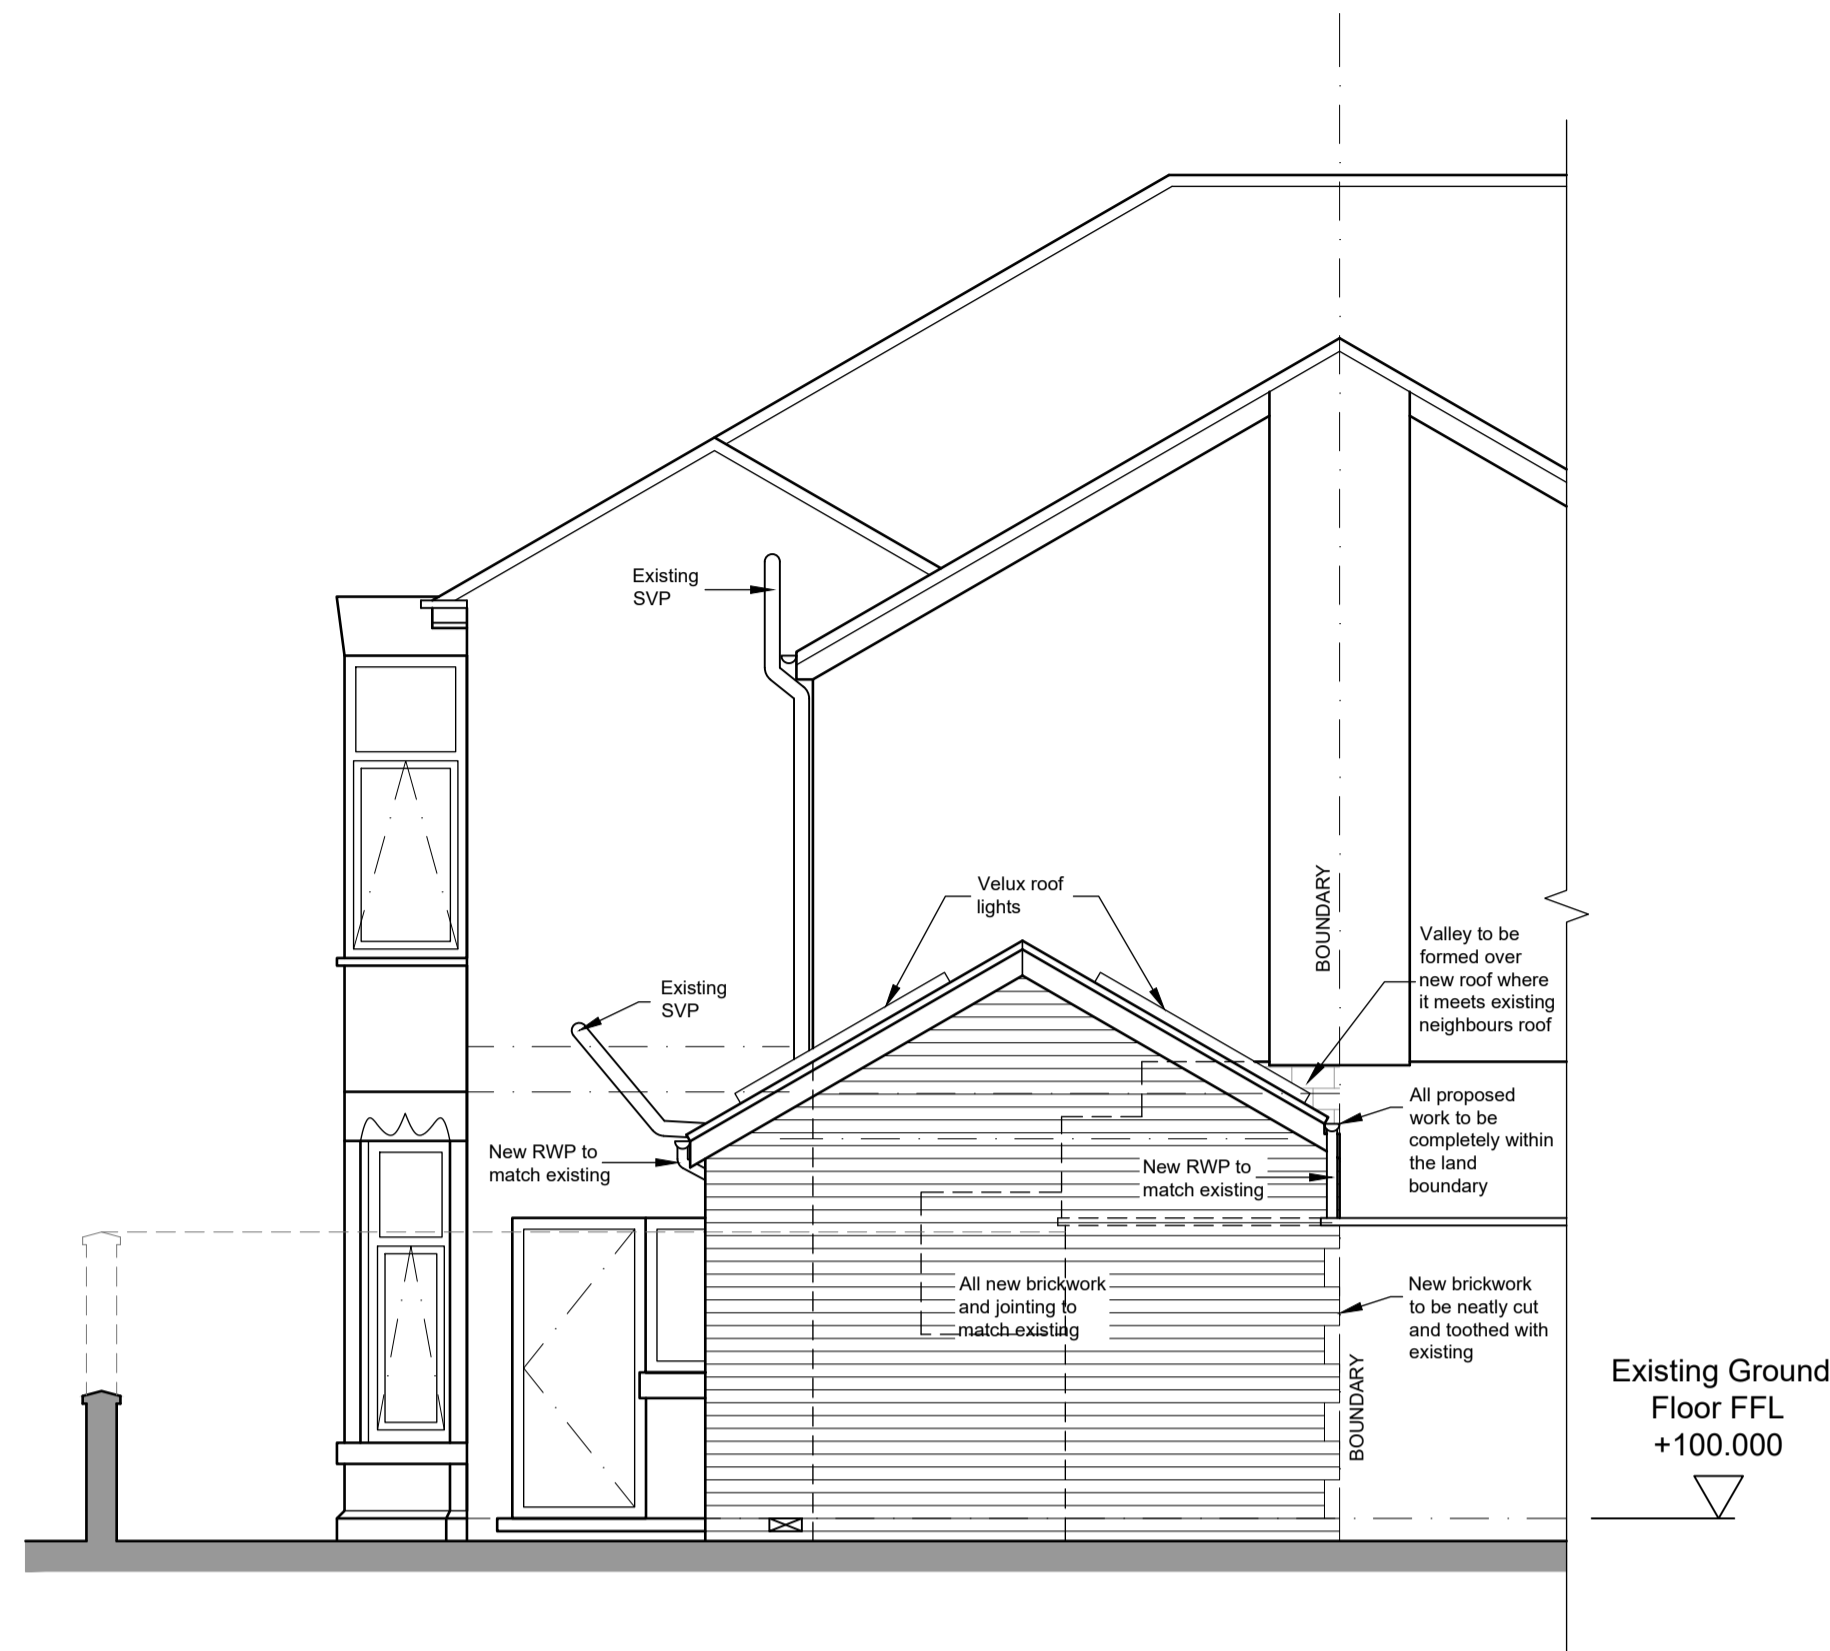 Existing
SVP
Velux roof
lights
BOUNDARY
Valley to be
formed over
new roof where
it meets existing
neighbours roof
Existing
SVP
All proposed
work to be
completely within
the land
boundary
New RWP to
match existing
New RWP to
match existing
All new brickwork
and jointing to
match existing
New brickwork
to be neatly cut
and toothed with
existing
BOUNDARY
Existing Ground
Floor FFL
+100.000